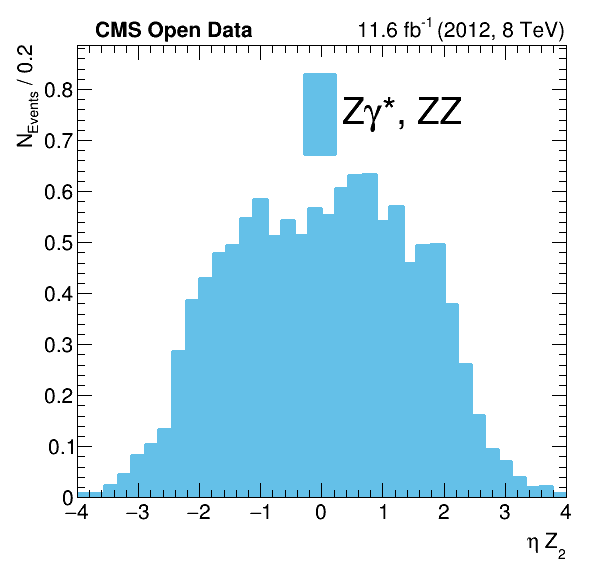 CMS Open Data 11.6 fb⁻¹ (2012, 8 TeV)
N_Events / 0.2
Zγ*, ZZ
0.8
0.7
0.6
0.5
0.4
0.3
0.2
0.1
0
−4 −3 −2 −1 0 1 2 3 4
η Z₂